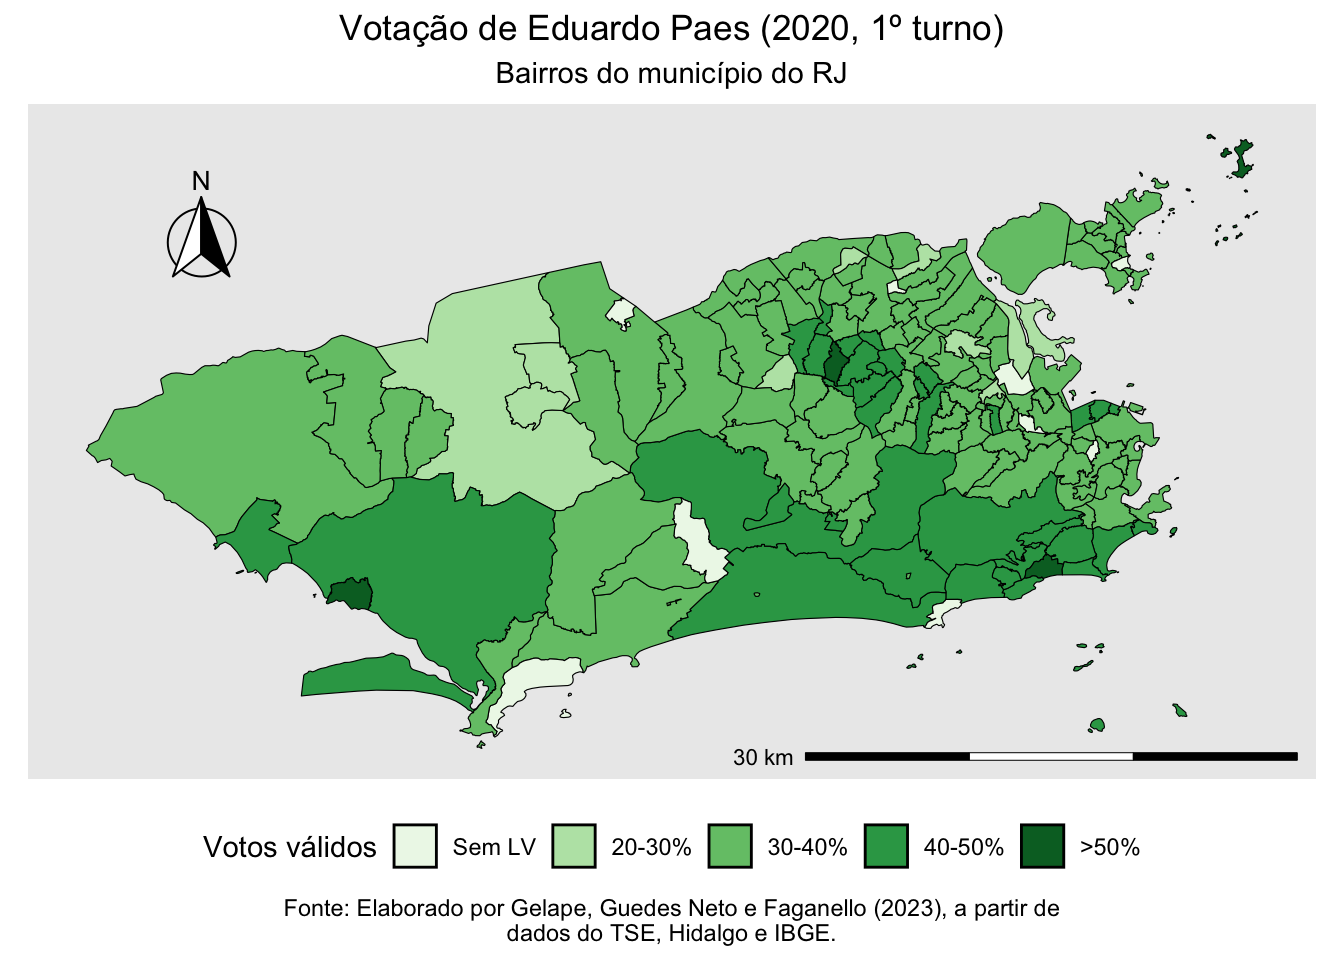 Votação de Eduardo Paes (2020, 1º turno)
Bairros do município do RJ
N
30 km
Votos válidos Sem LV 20-30% 30-40% 40-50% >50%
Fonte: Elaborado por Gelape, Guedes Neto e Faganello (2023), a partir de
dados do TSE, Hidalgo e IBGE.